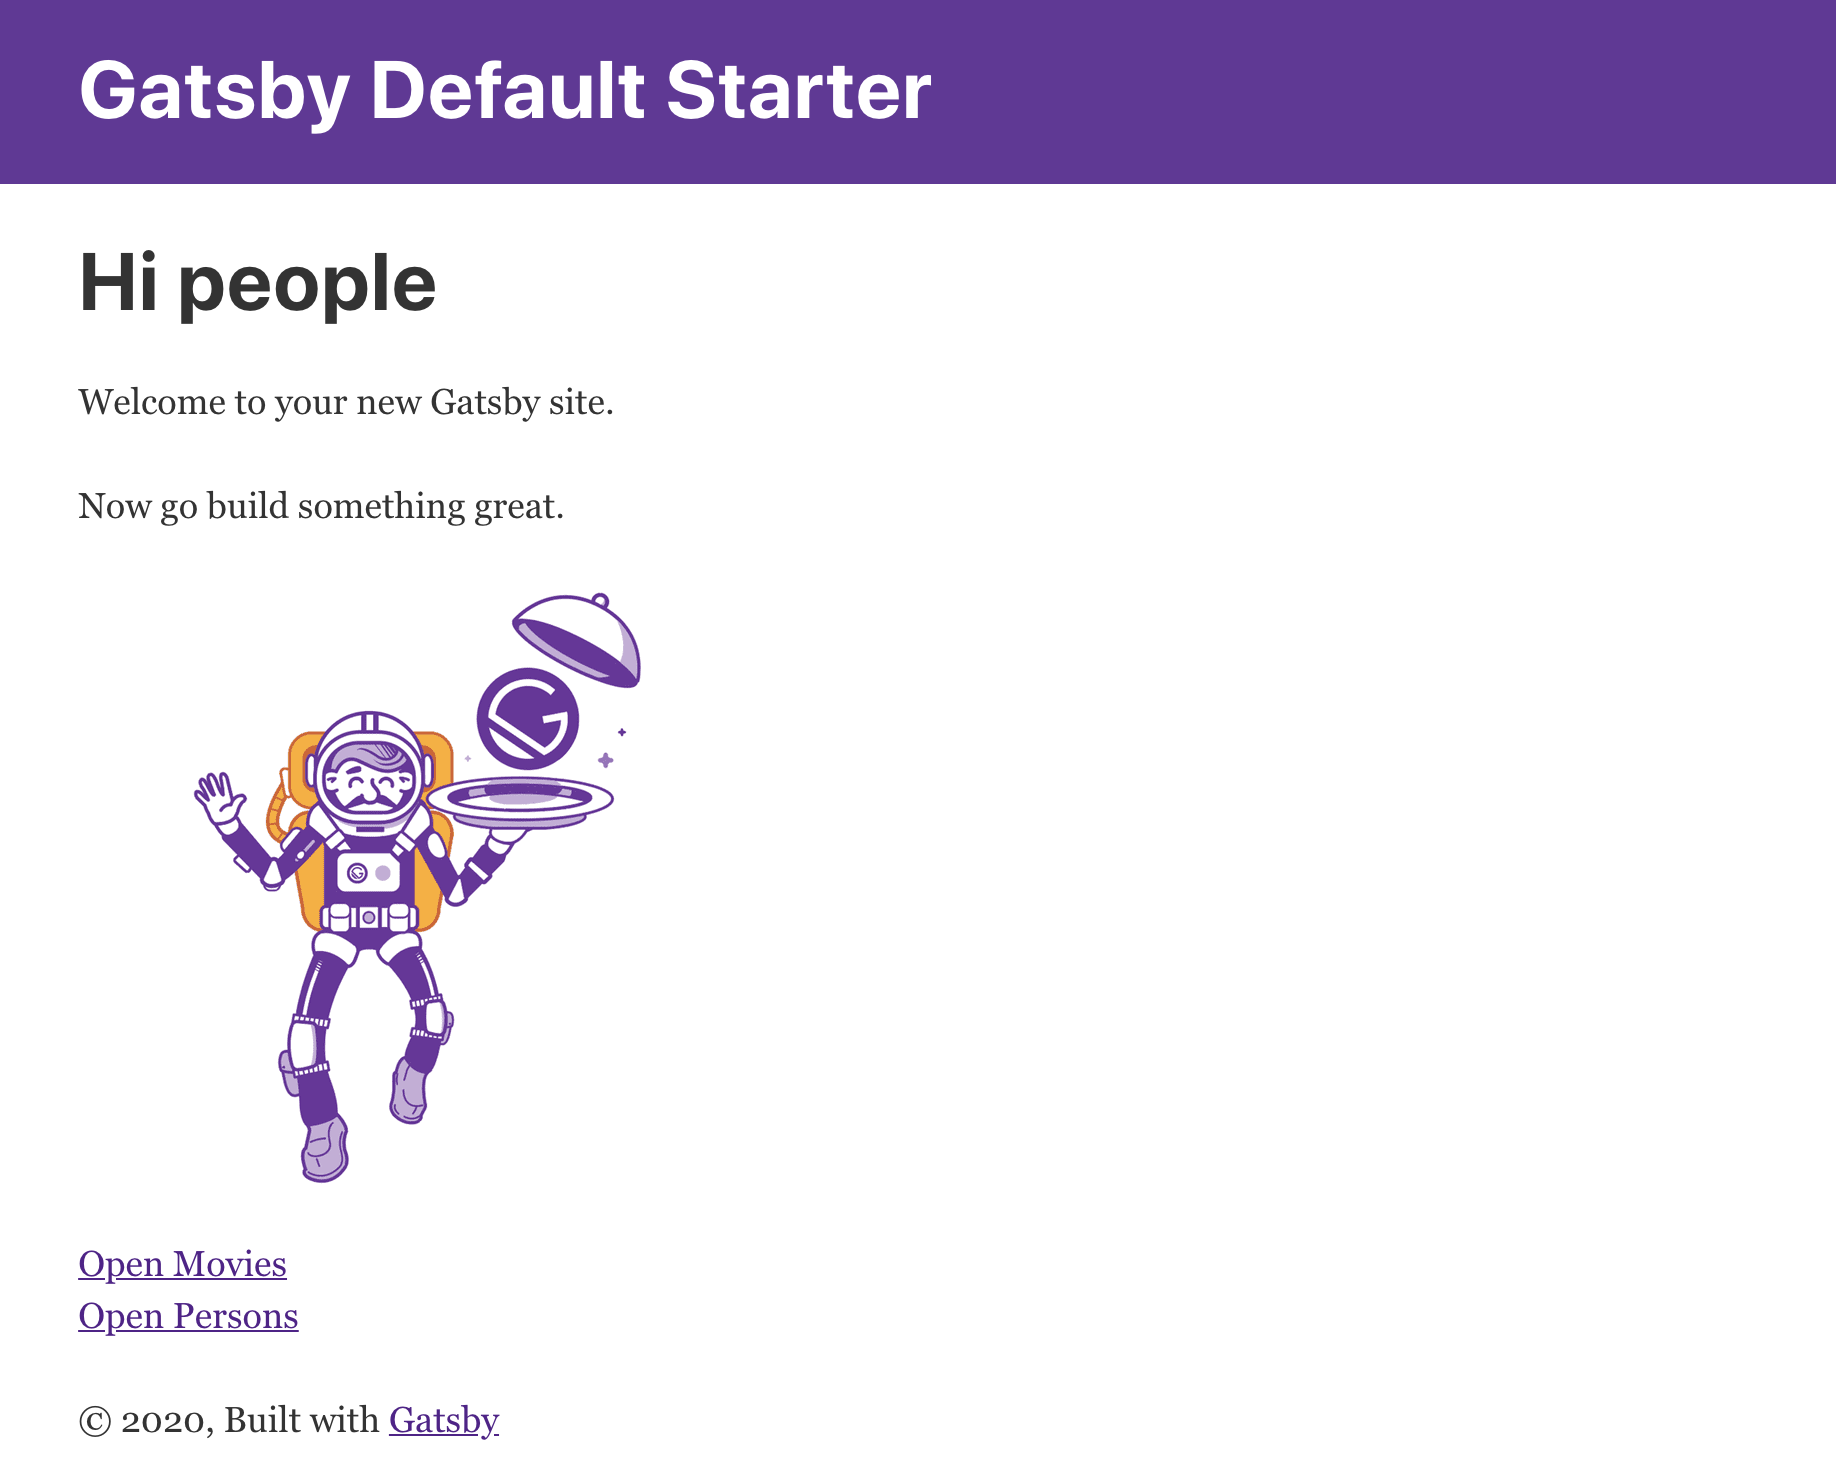 Gatsby Default Starter
Hi people
Welcome to your new Gatsby site.
Now go build something great.
Open Movies
Open Persons
© 2020, Built with Gatsby